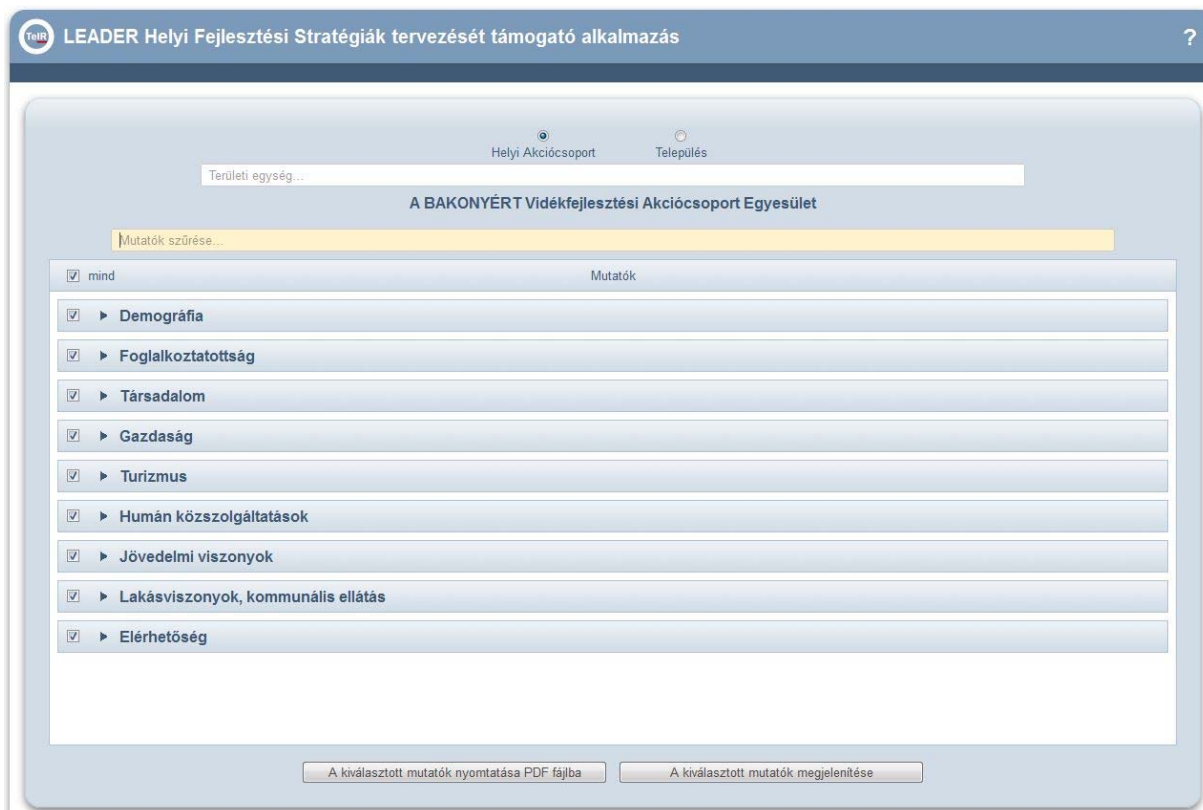 TeIR
LEADER Helyi Fejlesztési Stratégiák tervezését támogató alkalmazás
?
Helyi Akciócsoport Település
Területi egység...
A BAKONYÉRT Vidékfejlesztési Akciócsoport Egyesület
Mutatók szűrése...
mind Mutatók
Demográfia
Foglalkoztatottság
Társadalom
Gazdaság
Turizmus
Humán közszolgáltatások
Jövedelmi viszonyok
Lakásviszonyok, kommunális ellátás
Elérhetőség
A kiválasztott mutatók nyomtatása PDF fájlba A kiválasztott mutatók megjelenítése